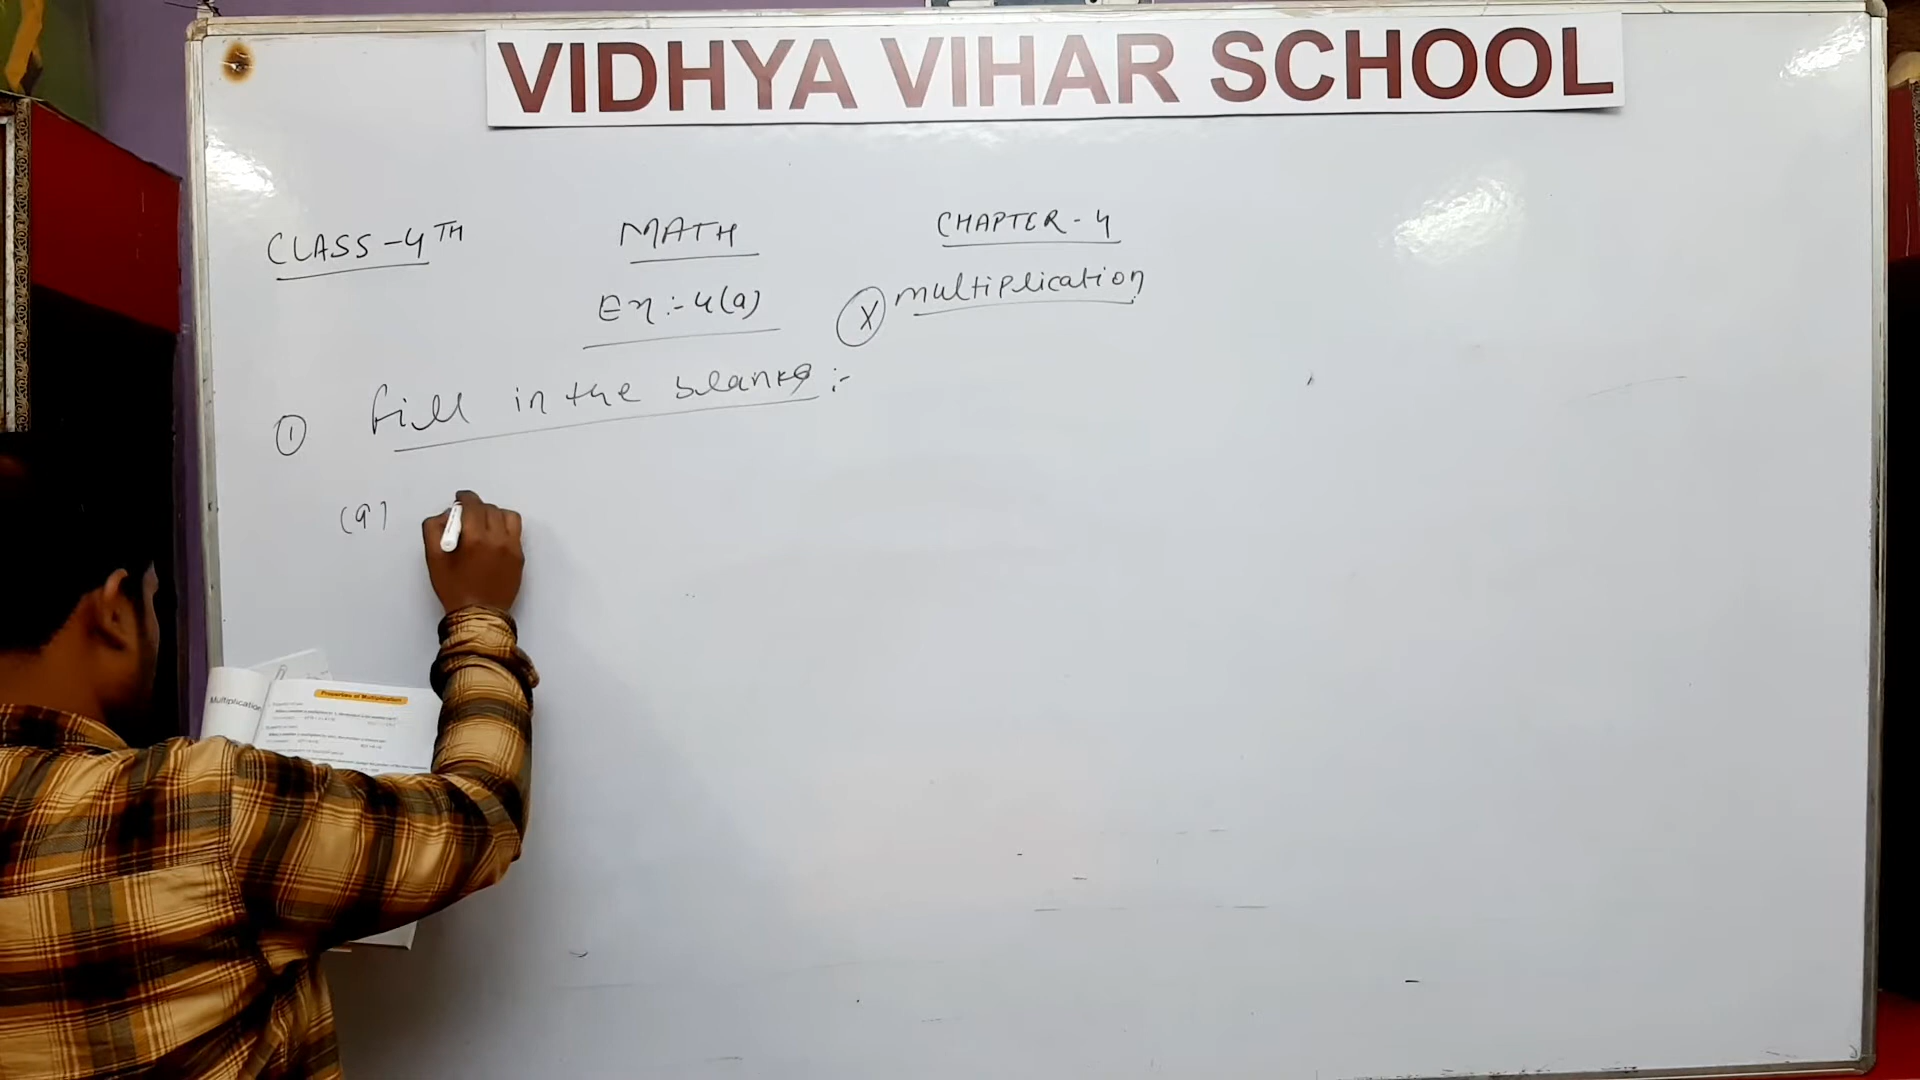 VIDHYA VIHAR SCHOOL
CLASS-4TH MATH CHAPTER-4
Ex:-4(a) (X) multiplication
① Fill in the blanks:-
(a)
Multiplication
Properties of Multiplication